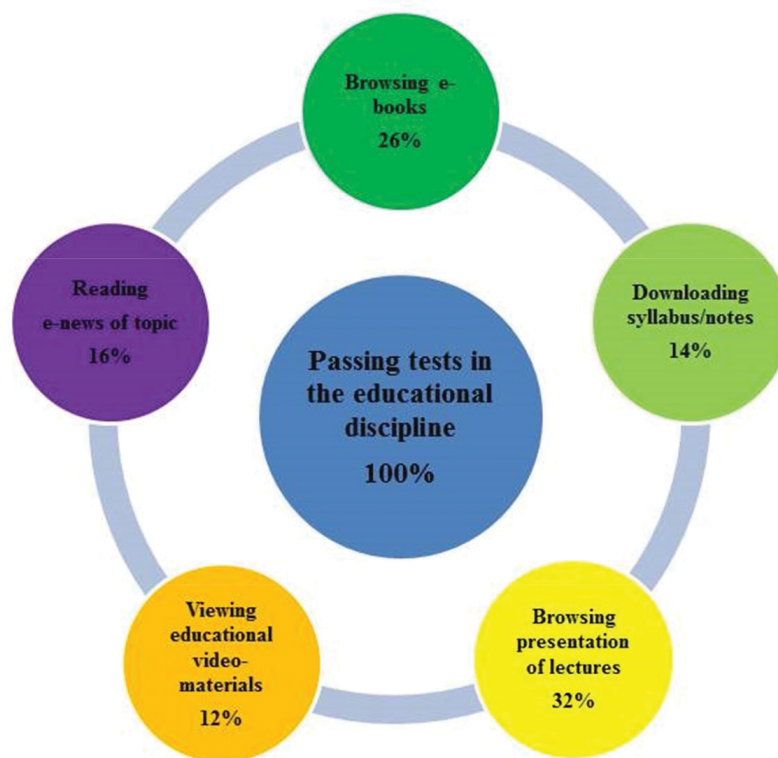 Browsing e-
books
26%
Downloading
syllabus/notes
14%
Reading
e-news of topic
16%
Passing tests in
the educational
discipline
100%
Viewing
educational
video-
materials
12%
Browsing
presentation
of lectures
32%